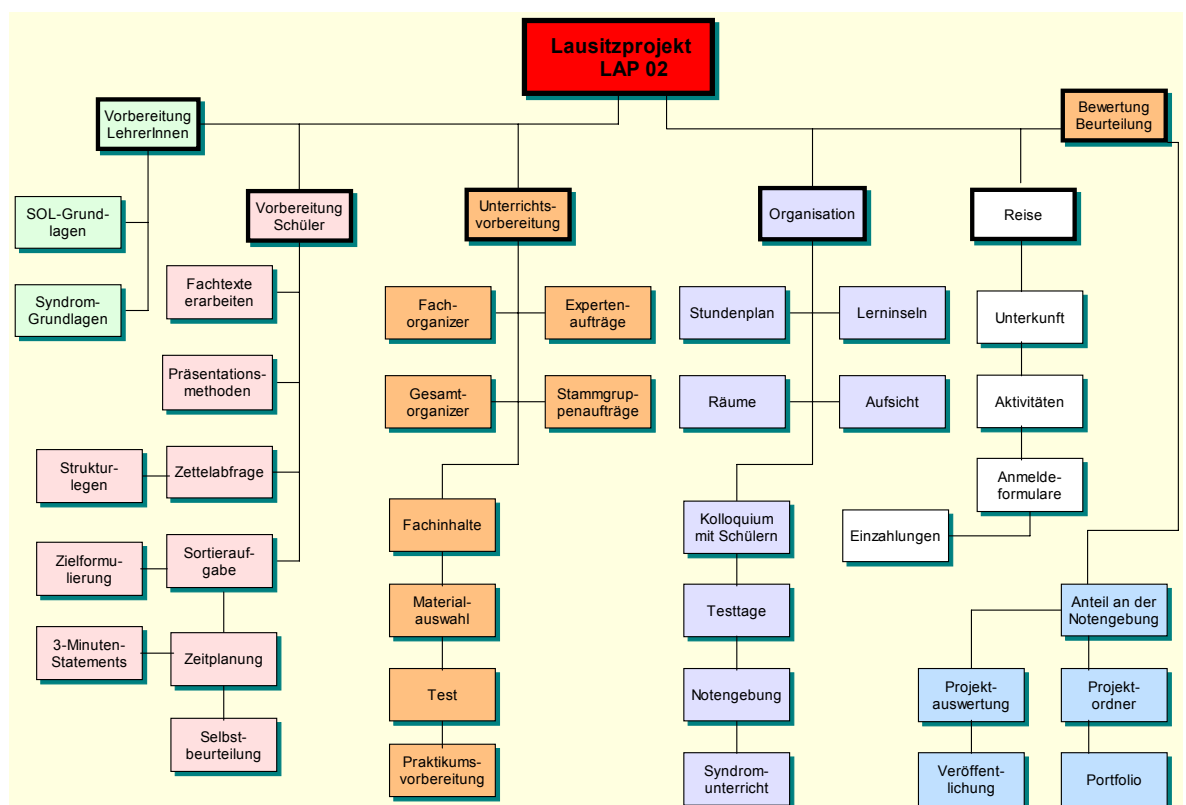 Lausitzprojekt
LAP 02
Vorbereitung
LehrerInnen
SOL-Grund-
lagen
Syndrom-
Grundlagen
Vorbereitung
Schüler
Fachtexte
erarbeiten
Präsentations-
methoden
Struktur-
legen
Zettelabfrage
Zielformu-
lierung
Sortierauf-
gabe
3-Minuten-
Statements
Zeitplanung
Selbst-
beurteilung
Unterrichts-
vorbereitung
Fach-
organizer
Experten-
aufträge
Gesamt-
organizer
Stammgrup-
penaufträge
Fachinhalte
Material-
auswahl
Test
Praktikums-
vorbereitung
Organisation
Stundenplan
Lerninseln
Räume
Aufsicht
Kolloquium
mit Schülern
Testtage
Notengebung
Syndrom-
unterricht
Reise
Unterkunft
Aktivitäten
Anmelde-
formulare
Einzahlungen
Bewertung
Beurteilung
Anteil an der
Notengebung
Projekt-
auswertung
Projekt-
ordner
Veröffent-
lichung
Portfolio